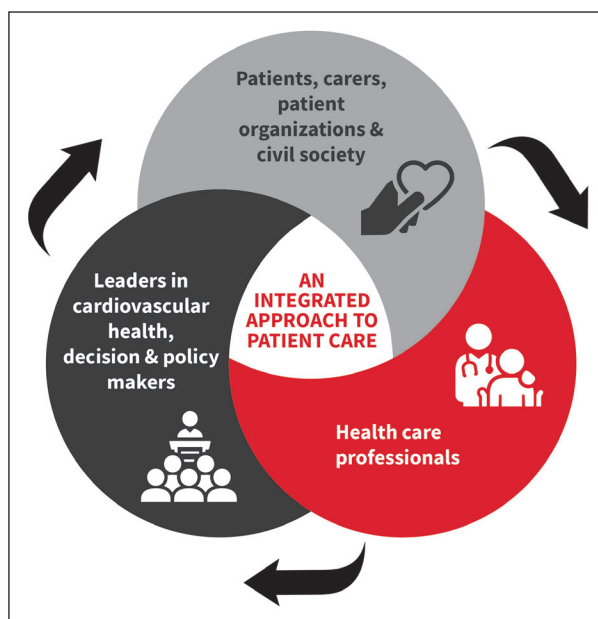 Patients, carers,
patient
organizations &
civil society
Leaders in
cardiovascular
health,
decision & policy
makers
AN
INTEGRATED
APPROACH TO
PATIENT CARE
Health care
professionals